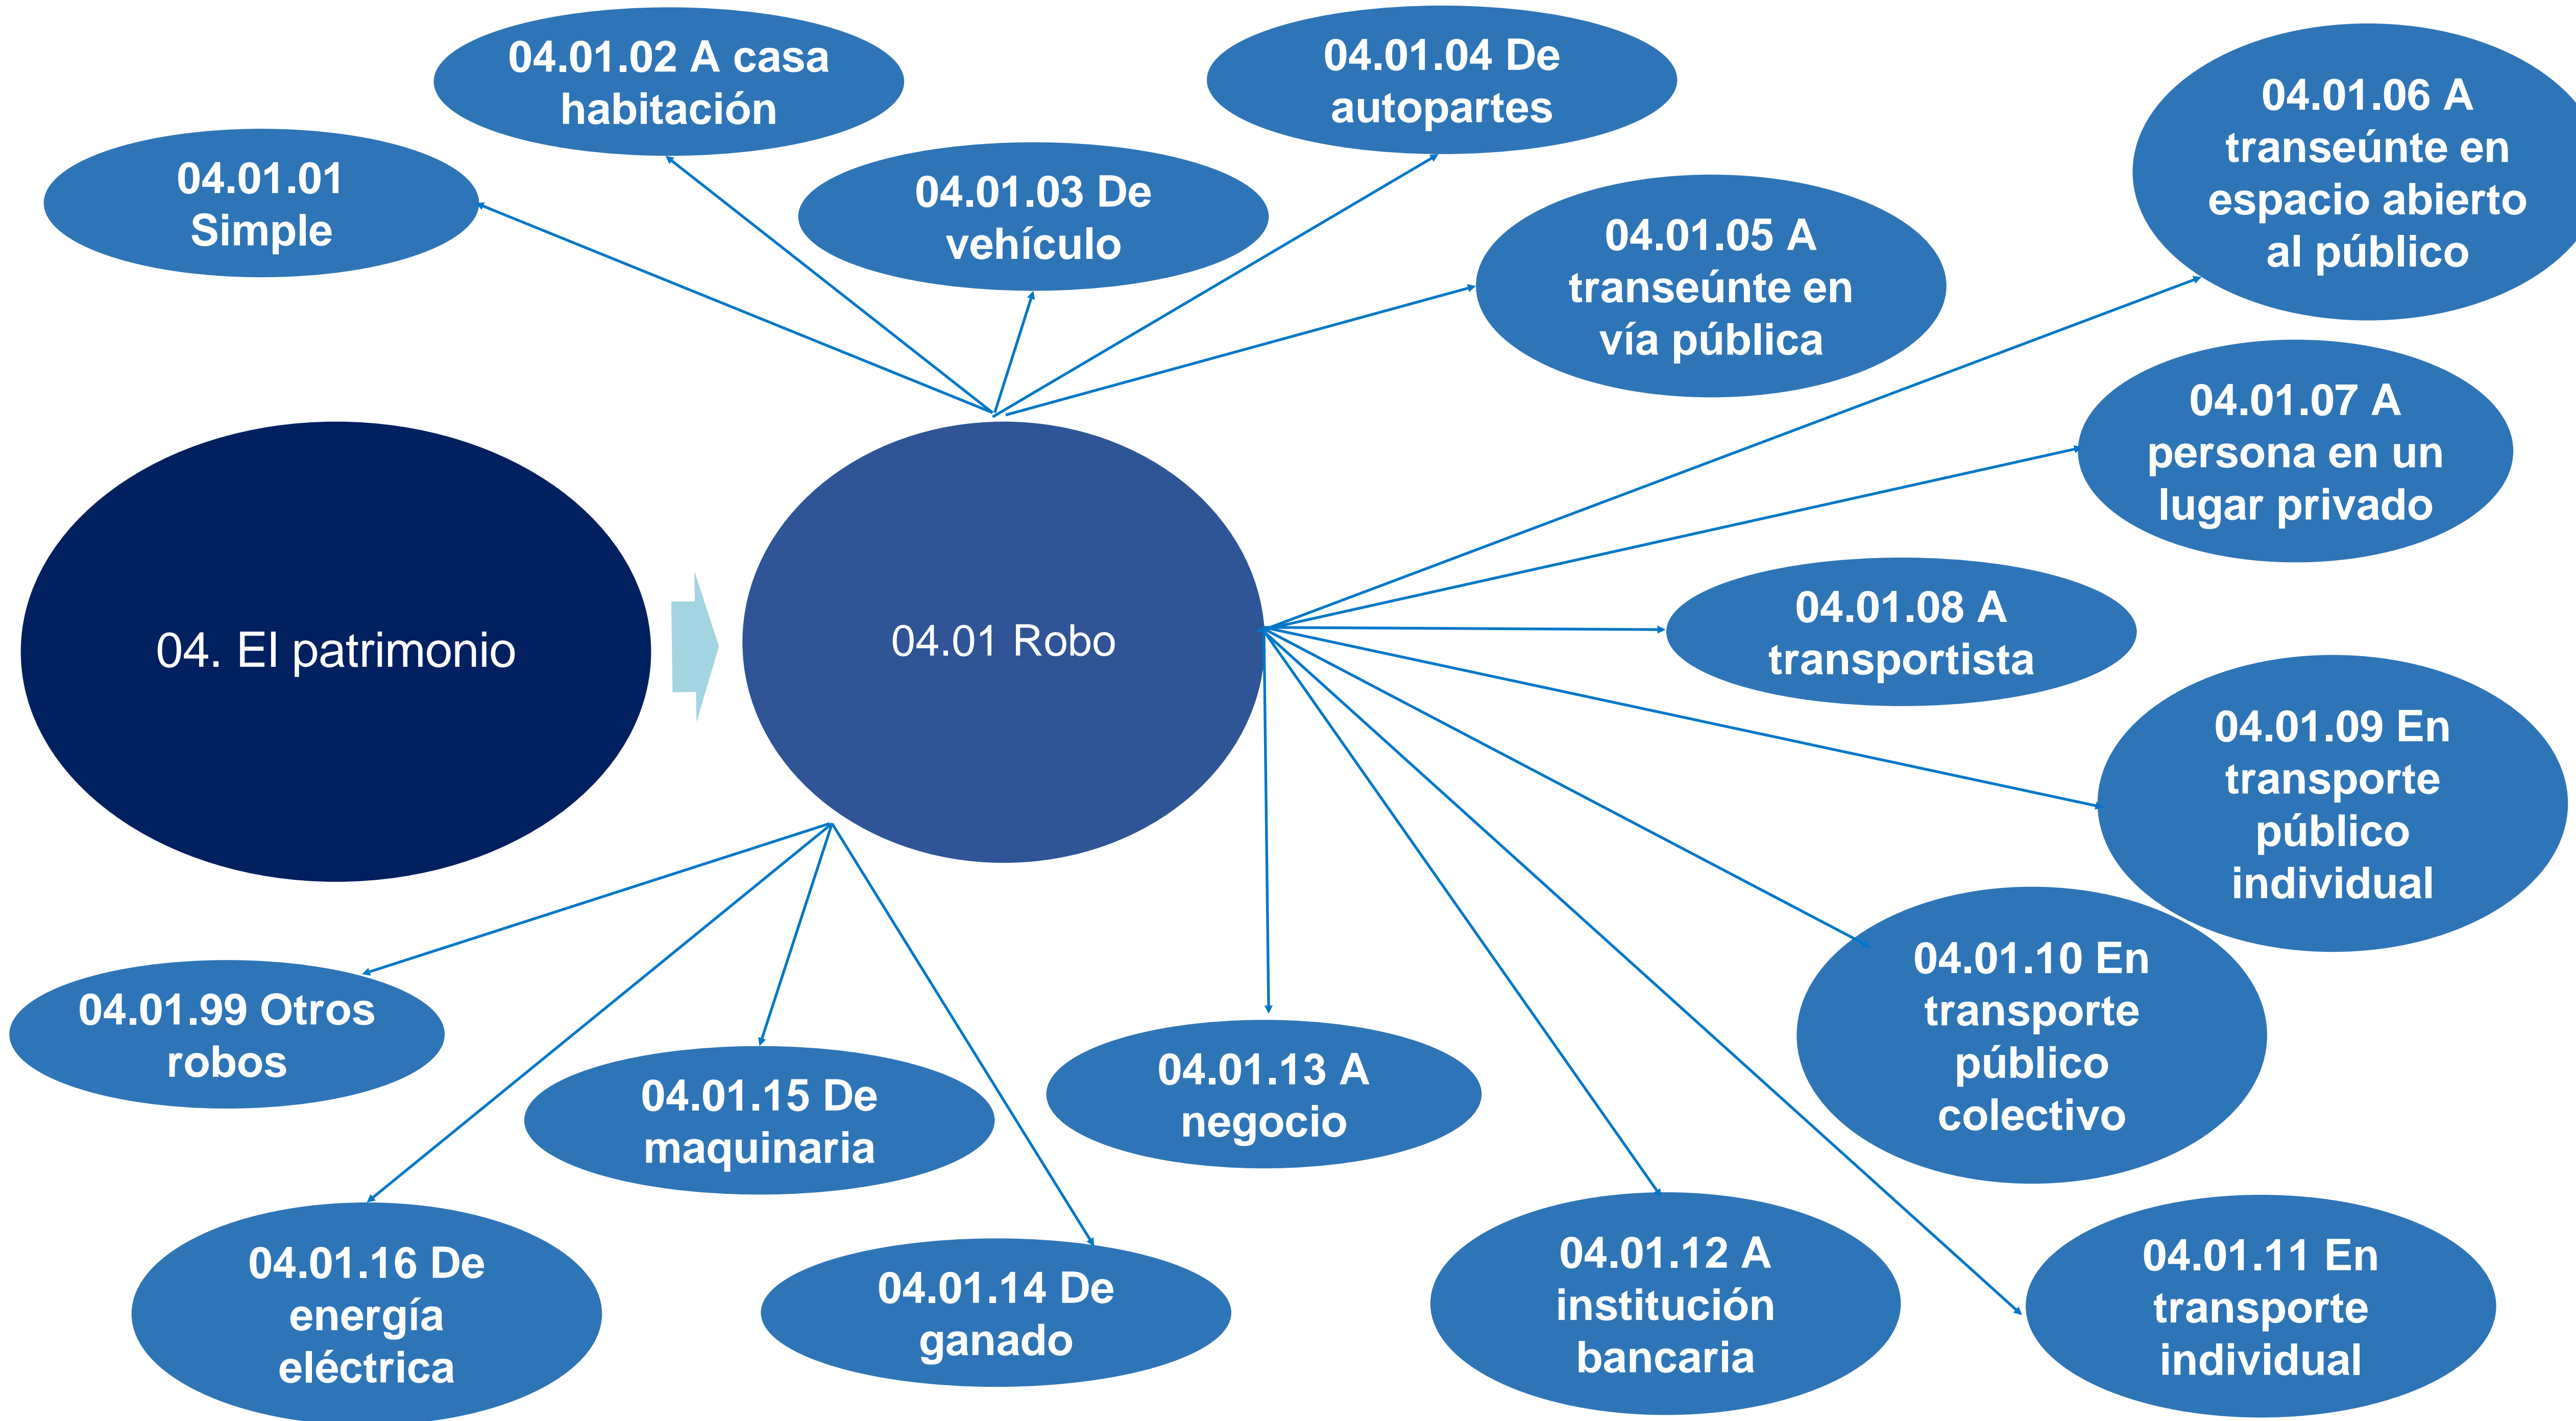 04. El patrimonio
04.01 Robo
04.01.01
Simple
04.01.02 A casa
habitación
04.01.03 De
vehículo
04.01.04 De
autopartes
04.01.05 A
transeúnte en
vía pública
04.01.06 A
transeúnte en
espacio abierto
al público
04.01.07 A
persona en un
lugar privado
04.01.08 A
transportista
04.01.09 En
transporte
público
individual
04.01.10 En
transporte
público
colectivo
04.01.11 En
transporte
individual
04.01.12 A
institución
bancaria
04.01.13 A
negocio
04.01.14 De
ganado
04.01.15 De
maquinaria
04.01.16 De
energía
eléctrica
04.01.99 Otros
robos